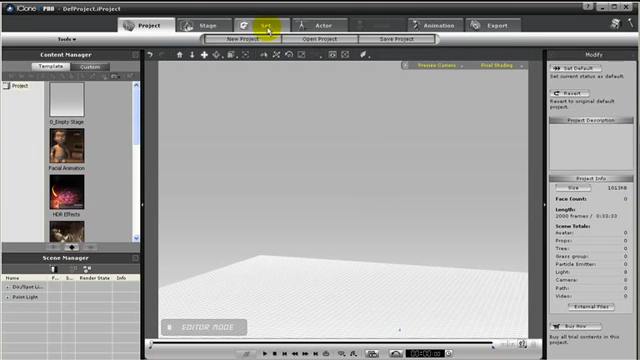 iClone PRO - DefProject.iProject
Project
Stage
Set
Actor
Animation
Export
Tools
New Project
Open Project
Save Project
Content Manager
Template
Custom
Project
0_Empty Stage
Facial Animation
HDR Effects
Scene Manager
Name
F...
S...
Render State
Info
Dir/Spot Li...
Point Light
Preview Camera
Pixel Shading
EDITOR MODE
00:00:00
Modify
Set Default
Set current status as default.
Revert
Revert to original default project.
Project Description
Project Info
Size
1013MB
Face Count: 0
Length:
2000 frames / 0:33:33
Scene Totals:
Avatar: 0
Props: 0
Tree: 0
Grass group: 0
Particle Emitter: 0
Light: 8
Camera: 0
Path: 0
Video: 0
External Files
Buy Now
Buy all trial contents in this project.